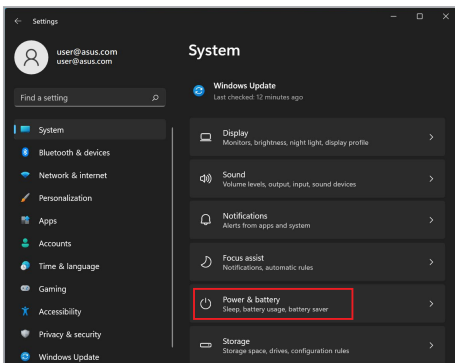 Settings
user@asus.com
user@asus.com
Find a setting
System
Bluetooth & devices
Network & internet
Personalization
Apps
Accounts
Time & language
Gaming
Accessibility
Privacy & security
Windows Update
System
Windows Update
Last checked: 12 minutes ago
Display
Monitors, brightness, night light, display profile
Sound
Volume levels, output, input, sound devices
Notifications
Alerts from apps and system
Focus assist
Notifications, automatic rules
Power & battery
Sleep, battery usage, battery saver
Storage
Storage space, drives, configuration rules